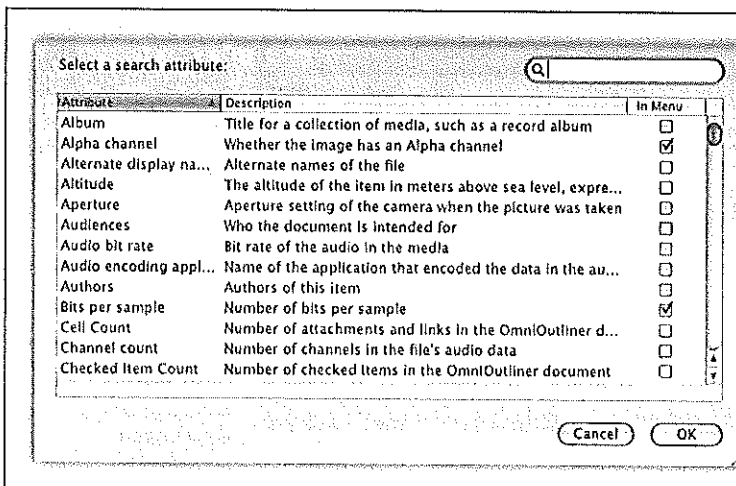 Select a search attribute:
Attribute Description In Menu
Album Title for a collection of media, such as a record album
Alpha channel Whether the image has an Alpha channel
Alternate display na... Alternate names of the file
Altitude The altitude of the item in meters above sea level, expre...
Aperture Aperture setting of the camera when the picture was taken
Audiences Who the document is intended for
Audio bit rate Bit rate of the audio in the media
Audio encoding appl... Name of the application that encoded the data in the au...
Authors Authors of this item
Bits per sample Number of bits per sample
Cell Count Number of attachments and links in the OmniOutliner d...
Channel count Number of channels in the file's audio data
Checked Item Count Number of checked items in the OmniOutliner document
Cancel OK